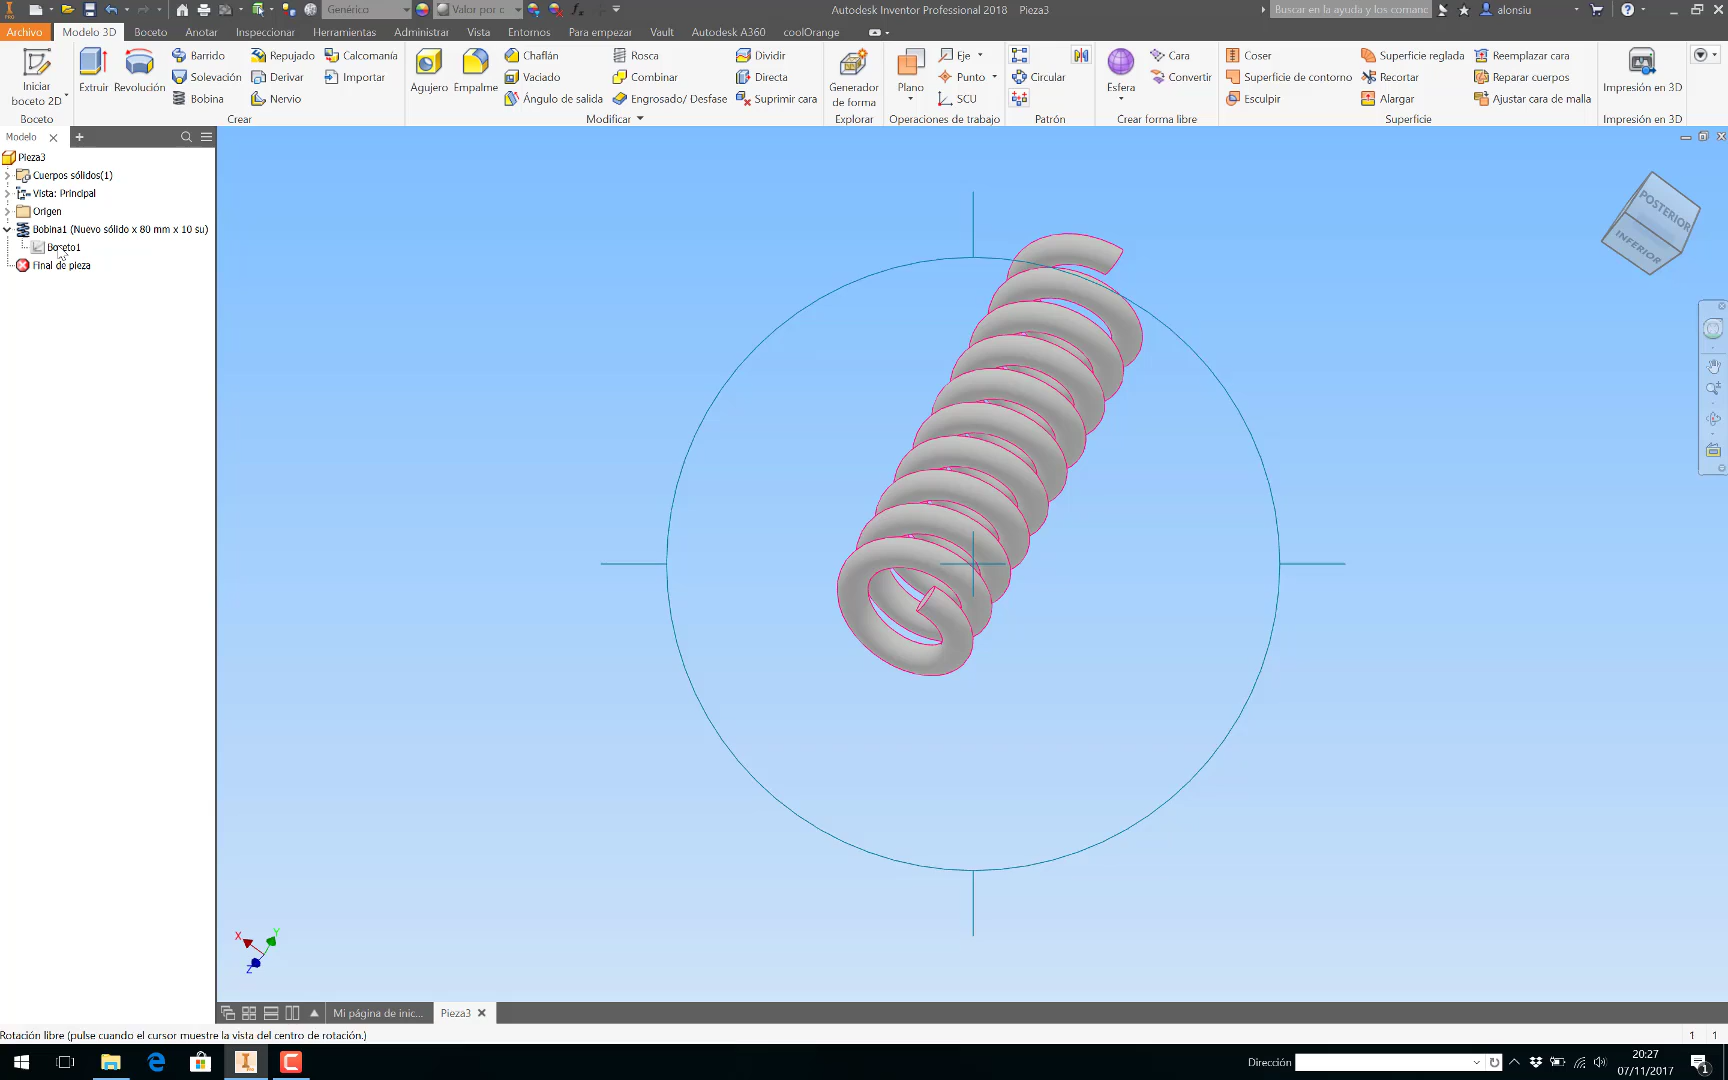 Genérico
Valor por c
Autodesk Inventor Professional 2018 Pieza3
Buscar en la ayuda y los comanc
alonsiu
Archivo Modelo 3D Boceto Anotar Inspeccionar Herramientas Administrar Vista Entornos Para empezar Vault Autodesk A360 coolOrange
Iniciar
boceto 2D
Boceto
Extruir
Revolución
Barrido
Solevación
Bobina
Repujado
Derivar
Nervio
Calcomanía
Importar
Crear
Agujero
Empalme
Chaflán
Vaciado
Ángulo de salida
Rosca
Combinar
Engrosado/ Desfase
Dividir
Directa
Suprimir cara
Modificar
Generador
de forma
Explorar
Plano
Eje
Punto
SCU
Operaciones de trabajo
Circular
Patrón
Esfera
Cara
Convertir
Crear forma libre
Coser
Superficie de contorno
Esculpir
Superficie reglada
Recortar
Alargar
Reemplazar cara
Reparar cuerpos
Ajustar cara de malla
Superficie
Impresión en 3D
Impresión en 3D
Modelo
Pieza3
Cuerpos sólidos(1)
Vista: Principal
Origen
Bobina1 (Nuevo sólido x 80 mm x 10 su)
Boceto1
Final de pieza
POSTERIOR
INFERIOR
X
Y
Z
Mi página de inic...
Pieza3
Rotación libre (pulse cuando el cursor muestre la vista del centro de rotación.)
1 1
Dirección
20:27
07/11/2017
1